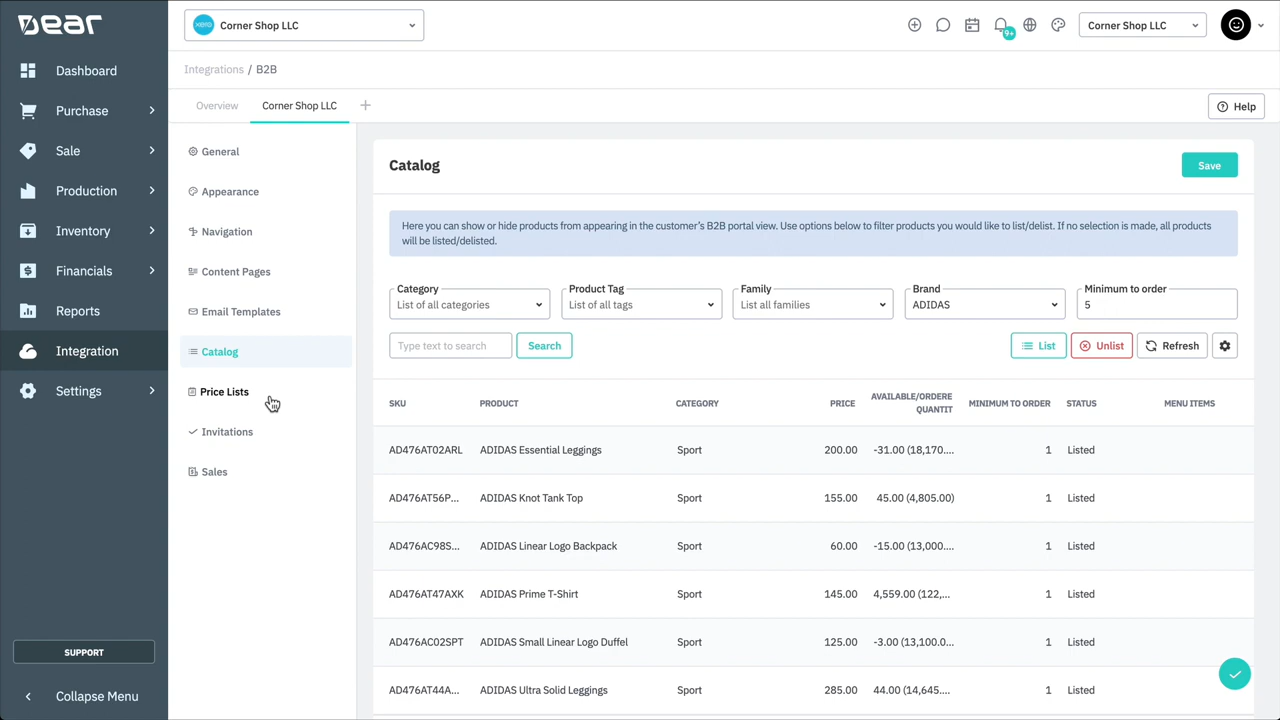 Dear
Corner Shop LLC
9+
Corner Shop LLC
Dashboard
Purchase
Sale
Production
Inventory
Financials
Reports
Integration
Settings
SUPPORT
Collapse Menu
Integrations / B2B
Overview
Corner Shop LLC
Help
General
Appearance
Navigation
Content Pages
Email Templates
Catalog
Price Lists
Invitations
Sales
Catalog
Save
Here you can show or hide products from appearing in the customer's B2B portal view. Use options below to filter products you would like to list/delist. If no selection is made, all products
will be listed/delisted.
Category
List of all categories
Product Tag
List of all tags
Family
List all families
Brand
ADIDAS
Minimum to order
5
Type text to search
Search
List
Unlist
Refresh
SKU PRODUCT CATEGORY PRICE AVAILABLE/ORDERE QUANTIT MINIMUM TO ORDER STATUS MENU ITEMS
AD476AT02ARL ADIDAS Essential Leggings Sport 200.00 -31.00 (18,170.... 1 Listed
AD476AT56P... ADIDAS Knot Tank Top Sport 155.00 45.00 (4,805.00) 1 Listed
AD476AC98S... ADIDAS Linear Logo Backpack Sport 60.00 -15.00 (13,000.... 1 Listed
AD476AT47AXK ADIDAS Prime T-Shirt Sport 145.00 4,559.00 (122,... 1 Listed
AD476AC02SPT ADIDAS Small Linear Logo Duffel Sport 125.00 -3.00 (13,100.0... 1 Listed
AD476AT44A... ADIDAS Ultra Solid Leggings Sport 285.00 44.00 (14,645.... 1 Listed